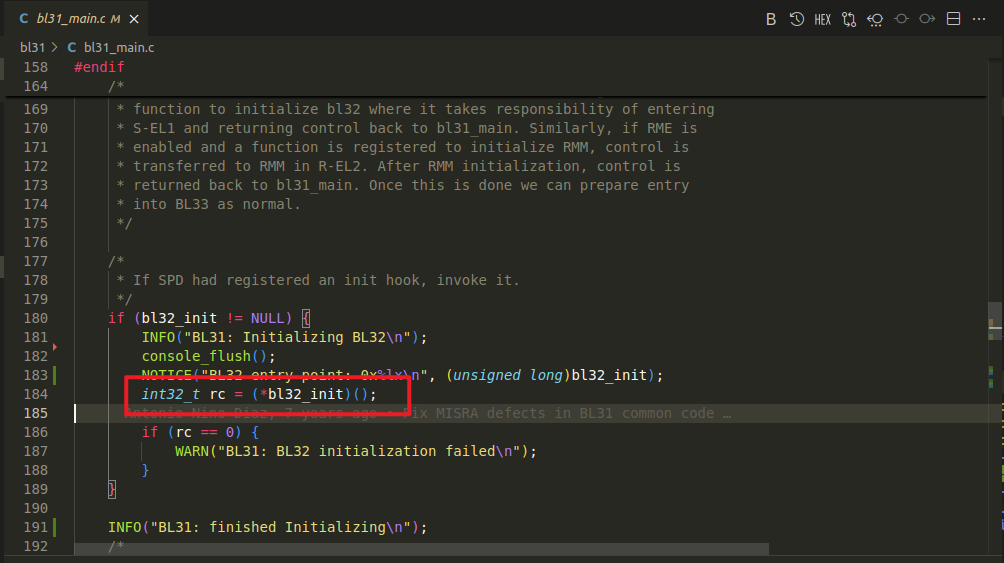 C bl31_main.c M ×
B HEX ...
bl31 > C bl31_main.c
158 #endif
164 /*
169 * function to initialize bl32 where it takes responsibility of entering
170 * S-EL1 and returning control back to bl31_main. Similarly, if RME is
171 * enabled and a function is registered to initialize RMM, control is
172 * transferred to RMM in R-EL2. After RMM initialization, control is
173 * returned back to bl31_main. Once this is done we can prepare entry
174 * into BL33 as normal.
175 */
176
177 /*
178 * If SPD had registered an init hook, invoke it.
179 */
180 if (bl32_init != NULL) {
181 INFO("BL31: Initializing BL32\n");
182 console_flush();
183 NOTICE("BL32 entry point: 0x%lx\n", (unsigned long)bl32_init);
184 int32_t rc = (*bl32_init)();
185 Antonio Nino Diaz, 7 years ago • Fix MISRA defects in BL31 common code …
186 if (rc == 0) {
187 WARN("BL31: BL32 initialization failed\n");
188 }
189 }
190
191 INFO("BL31: finished Initializing\n");
192 /*